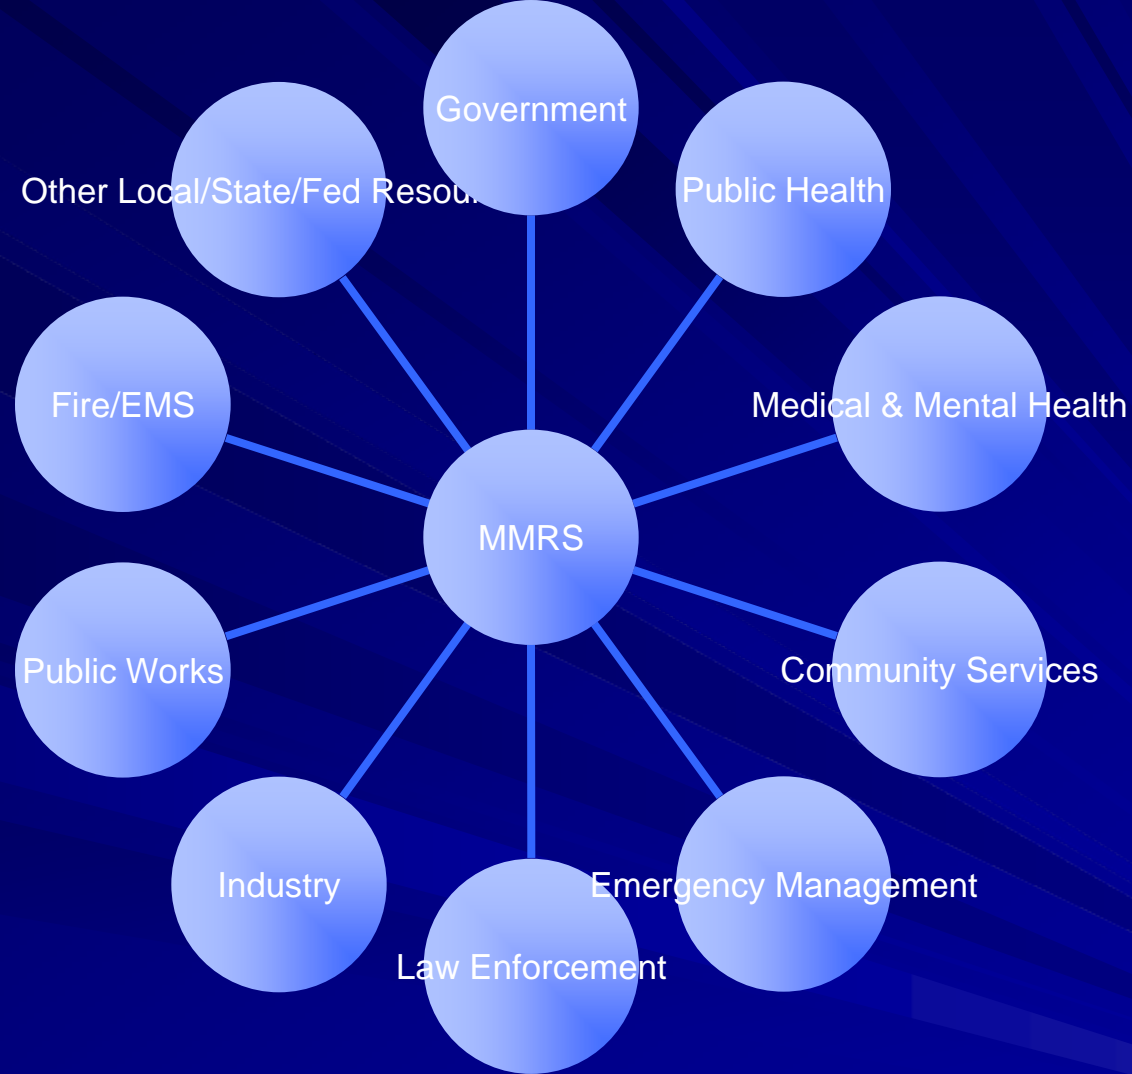 Government
Other Local/State/Fed
Public Health
Fire/EMS
Medical & Mental Health
MMRS
Public Works
Community Services
Industry
Emergency Management
Law Enforcement